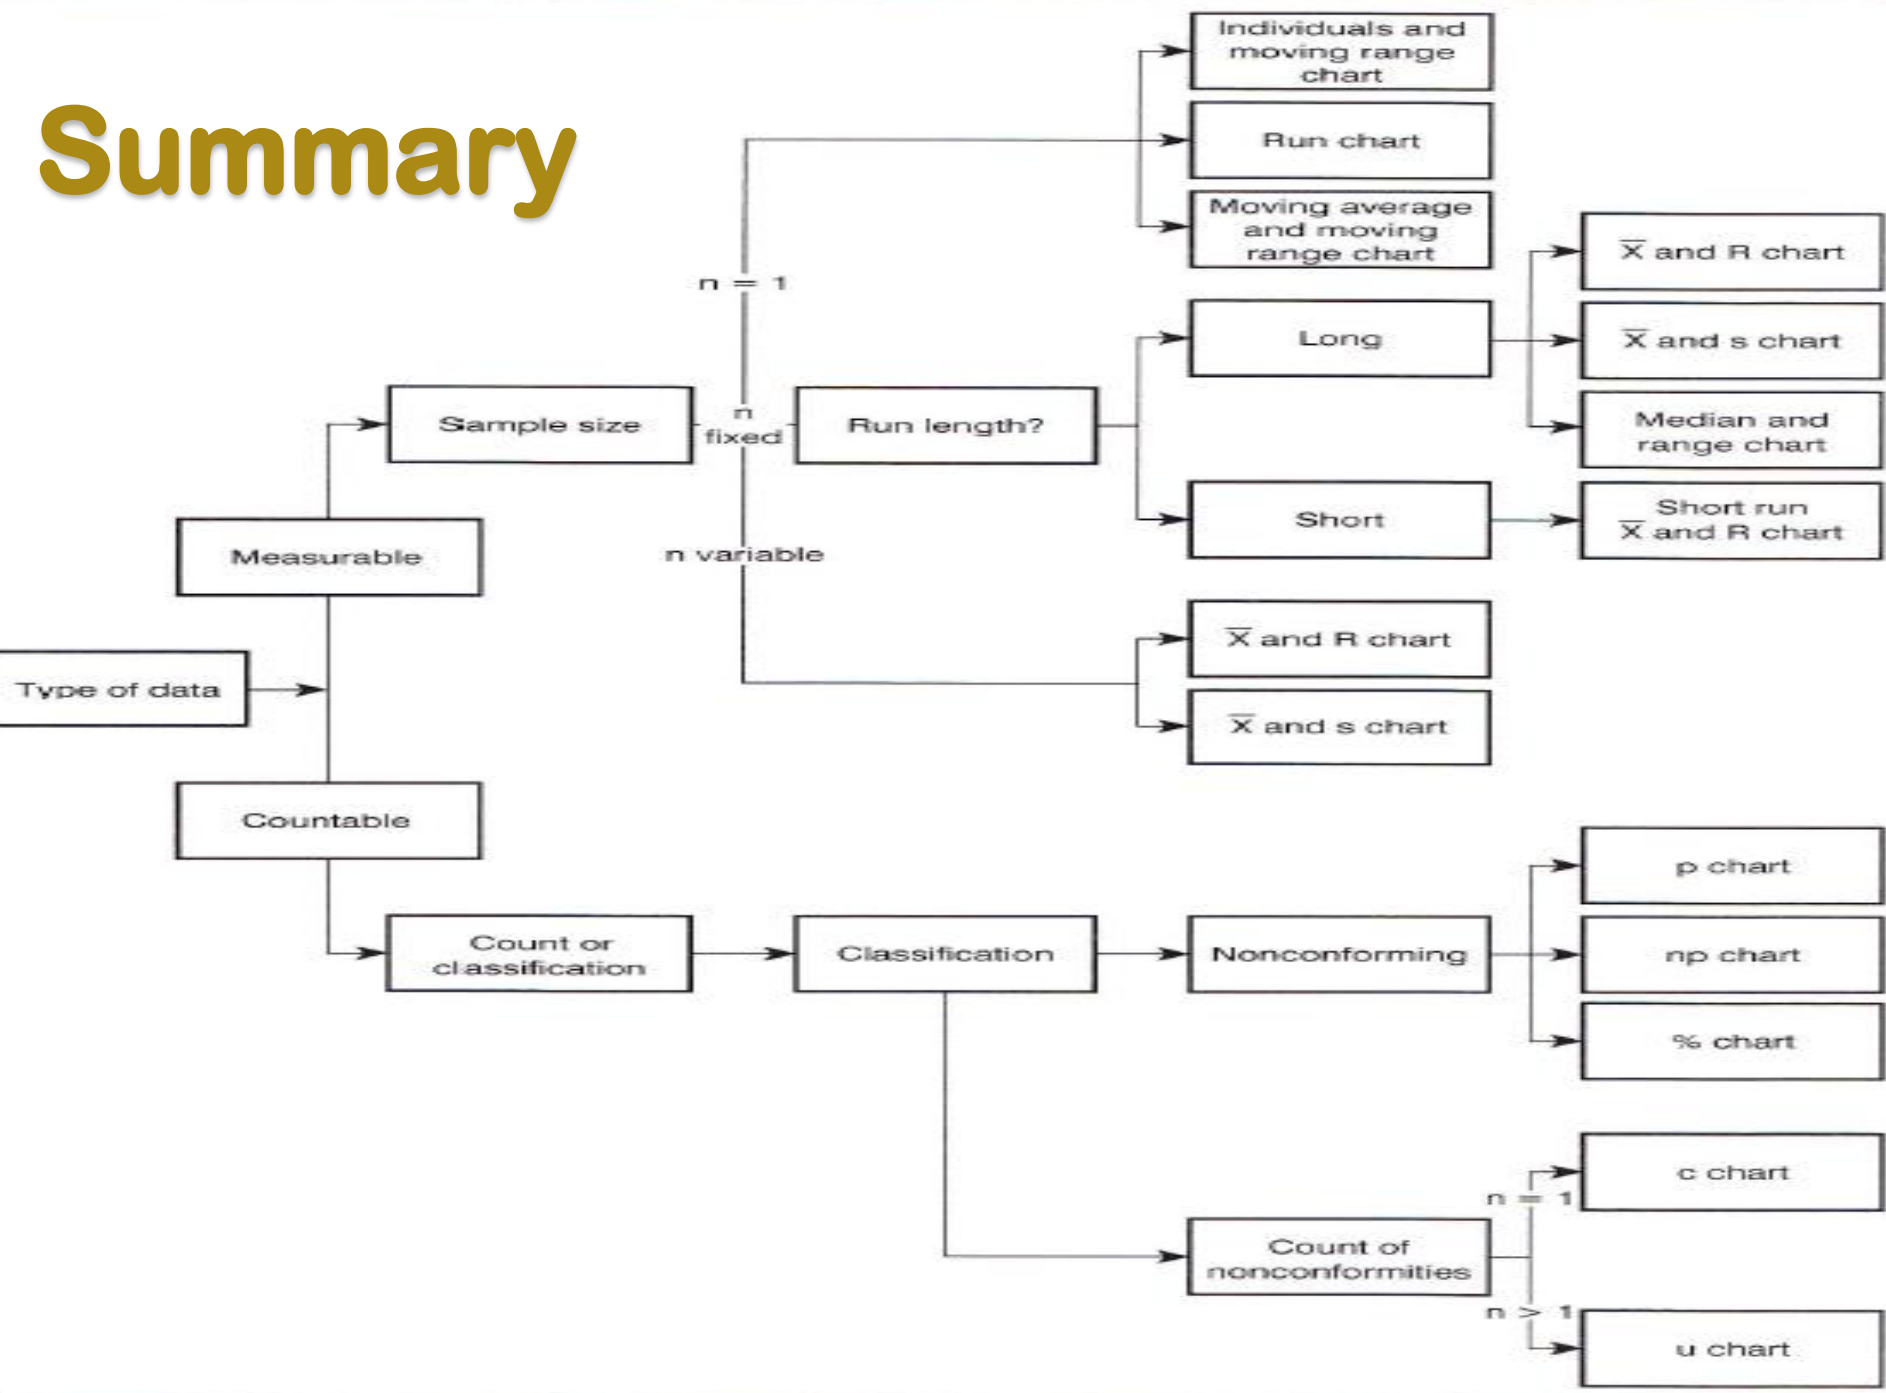 Summary
Individuals and
moving range
chart
Run chart
Moving average
and moving
range chart
n = 1
X̅ and R chart
Long
X̅ and s chart
Sample size
n
fixed
Run length?
Median and
range chart
Short
Short run
X̅ and R chart
Measurable
n variable
X̅ and R chart
Type of data
X̅ and s chart
Countable
p chart
Count or
classification
Classification
Nonconforming
np chart
% chart
c chart
n = 1
Count of
nonconformities
n > 1
u chart